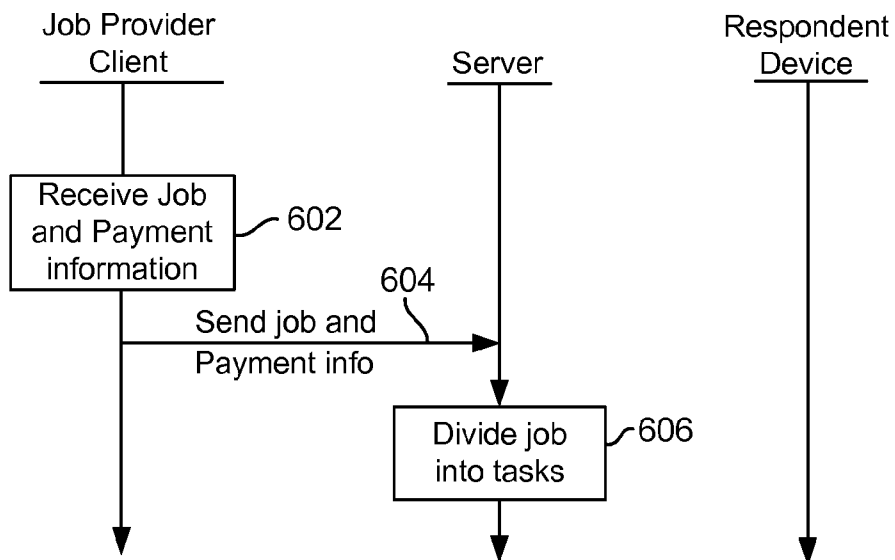 Job Provider
Client
Server
Respondent
Device
Receive Job
and Payment
information
602
604
Send job and
Payment info
Divide job
into tasks
606